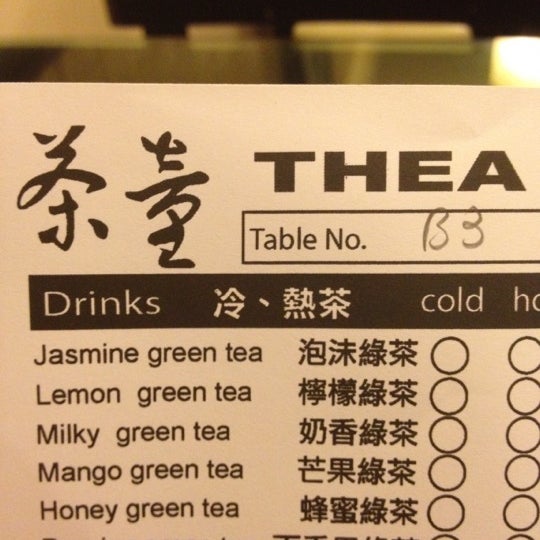 茶童 THEA
Table No. B3
Drinks 冷、熱茶 cold
Jasmine green tea 泡沫綠茶
Lemon green tea 檸檬綠茶
Milky green tea 奶香綠茶
Mango green tea 芒果綠茶
Honey green tea 蜂蜜綠茶